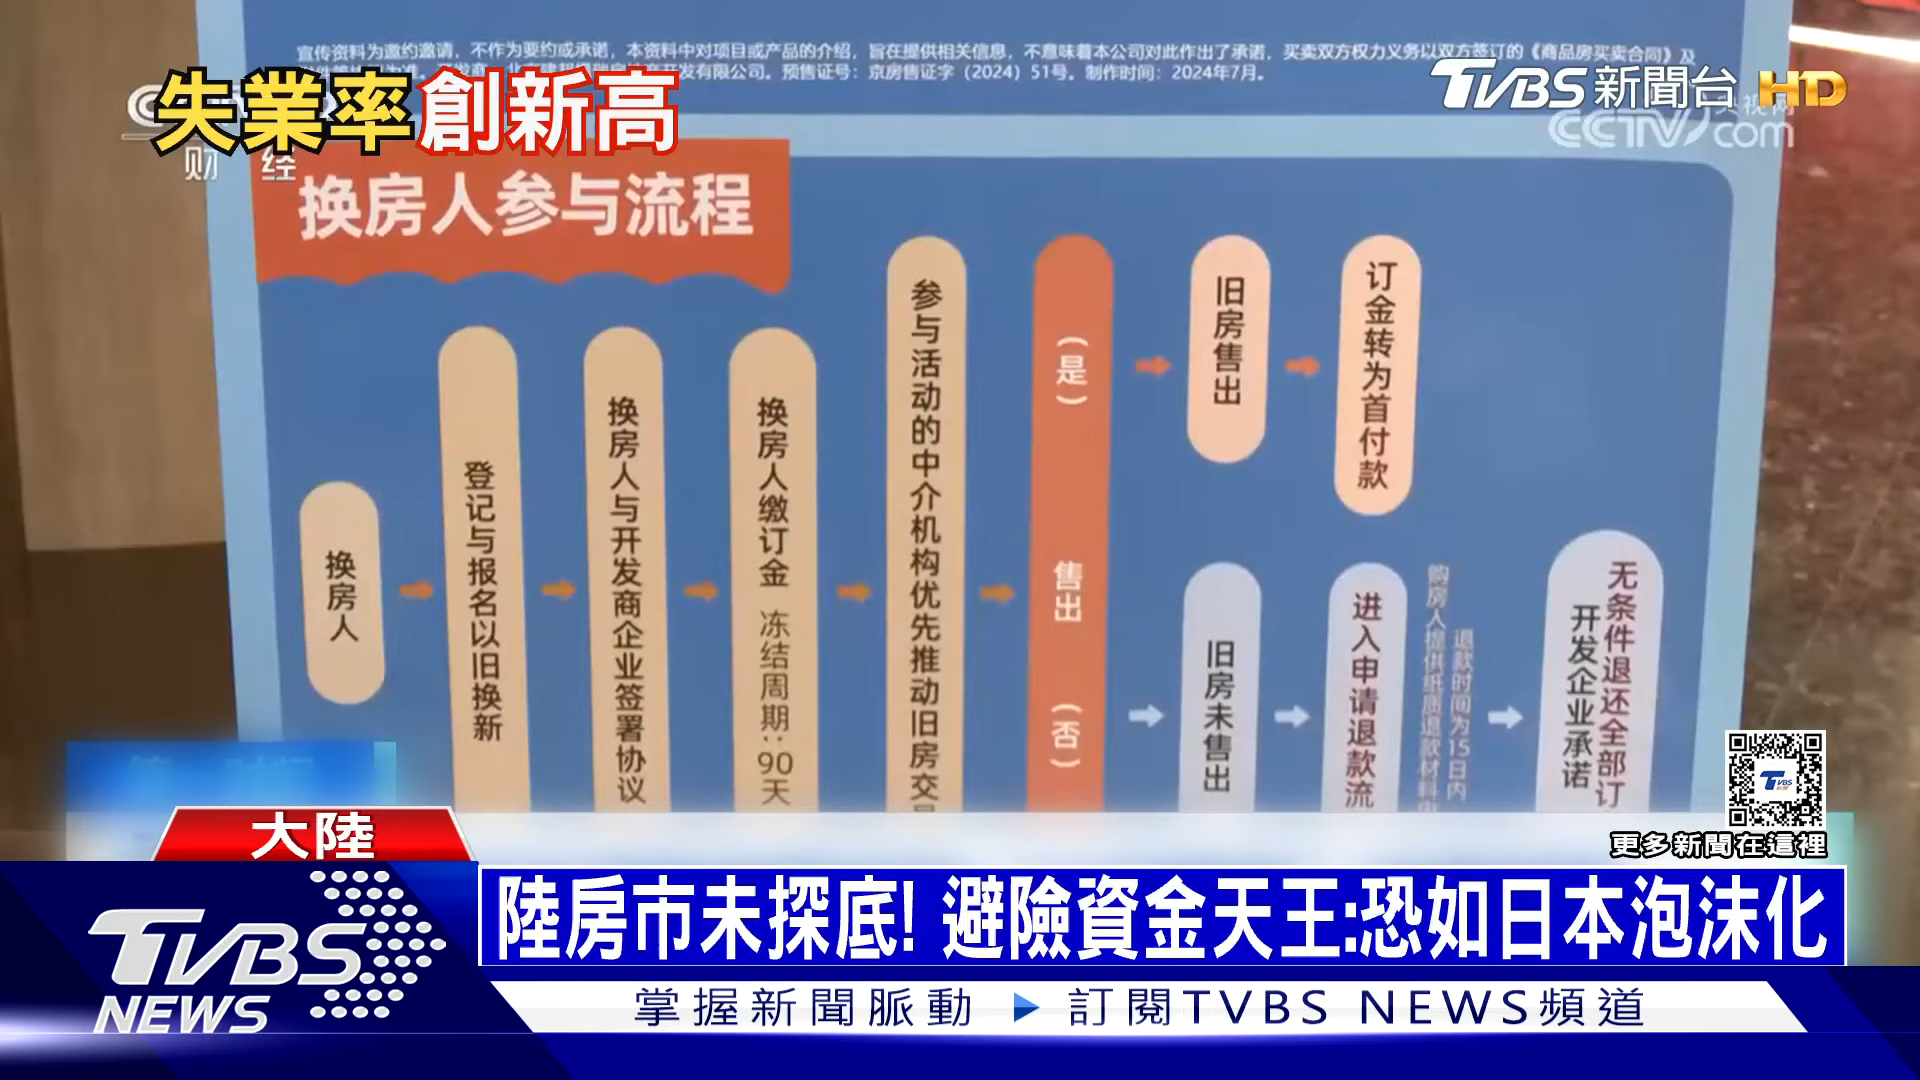 宣传资料为邀约邀请，不作为要约或承诺，本资料中对项目或产品的介绍，旨在提供相关信息，不意味着本公司对此作出了承诺，买卖双方权力义务以双方签订的《商品房买卖合同》及
开发有限公司。预售证号：京房售证字（2024）51号。制作时间：2024年7月。
失業率創新高
TVBS新聞台 HD
央视网
CCTV.com
财 经
换房人参与流程
换房人
登记与报名以旧换新
换房人与开发商企业签署协议
换房人缴订金 冻结周期：90天
参与活动的中介机构优先推动旧房交易
（是） 售出 （否）
旧房售出
订金转为首付款
旧房未售出
进入申请退款流
购房人提供纸质退款材料
退款时间为15日内
无条件退还全部订
开发企业承诺
TVBS
更多新聞在這裡
大陸
陸房市未探底! 避險資金天王:恐如日本泡沫化
TVBS NEWS
掌握新聞脈動 ▶ 訂閱TVBS NEWS頻道